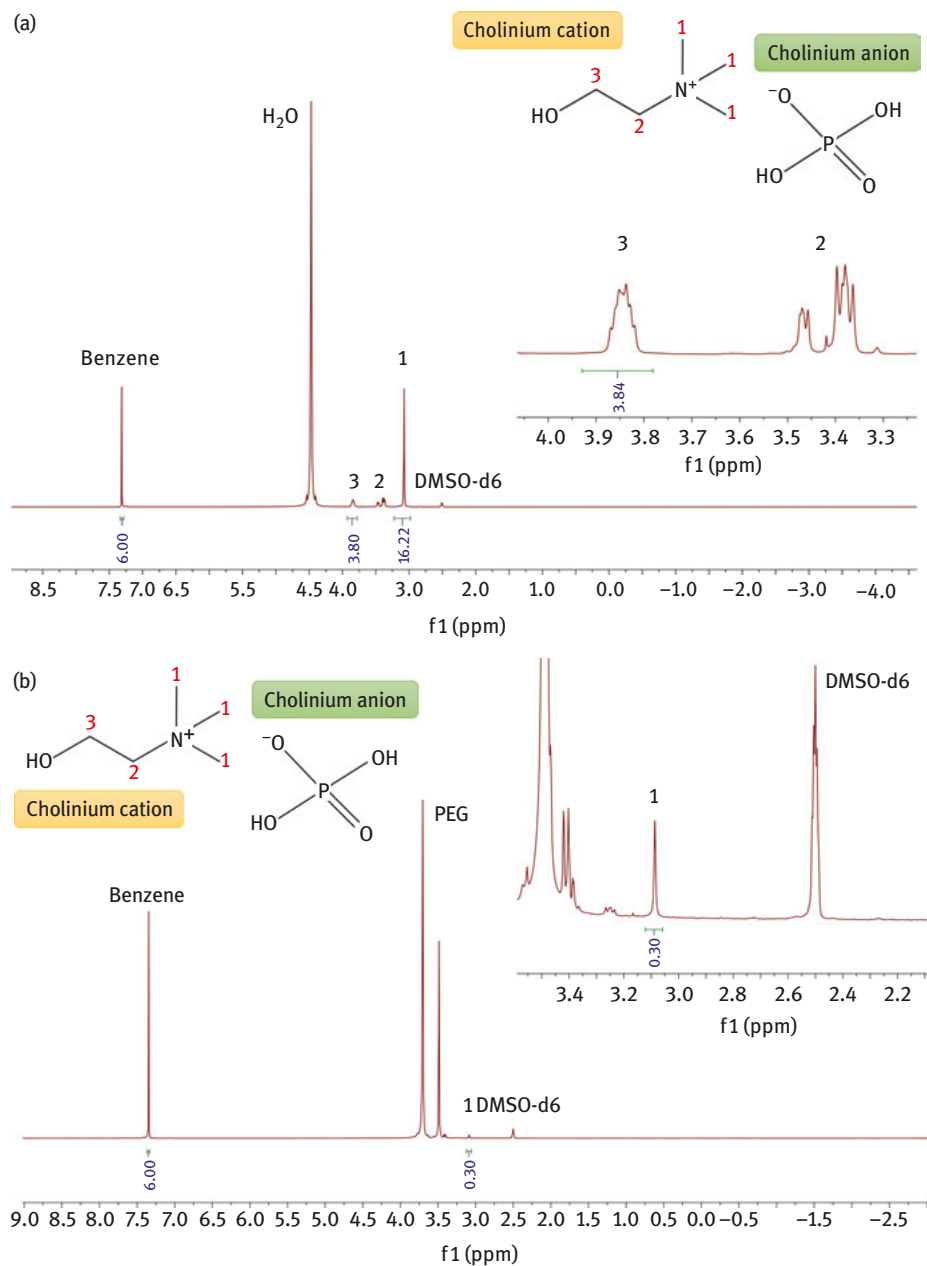 (a)
Cholinium cation
1
1
3
N+
1
HO
2
Cholinium anion
−O
OH
P
HO
O
H2O
Benzene
1
3 2
DMSO-d6
6.00
3.80
16.22
8.5 7.5 7.0 6.5 5.5 4.5 4.0 3.0 2.0 1.0 0.0 −1.0 −2.0 −3.0 −4.0
f1 (ppm)
3
2
3.84
4.0 3.9 3.8 3.7 3.6 3.5 3.4 3.3
f1 (ppm)
(b)
1
1
3
N+
HO
2
1
Cholinium cation
Cholinium anion
−O
OH
P
HO
O
PEG
Benzene
1 DMSO-d6
6.00
0.30
9.0 8.5 8.0 7.5 7.0 6.5 5.5 4.5 4.0 3.5 2.5 2.0 1.5 1.0 0.5 0.0 −0.5 −1.5 −2.5
f1 (ppm)
DMSO-d6
1
0.30
3.4 3.2 3.0 2.8 2.6 2.4 2.2
f1 (ppm)